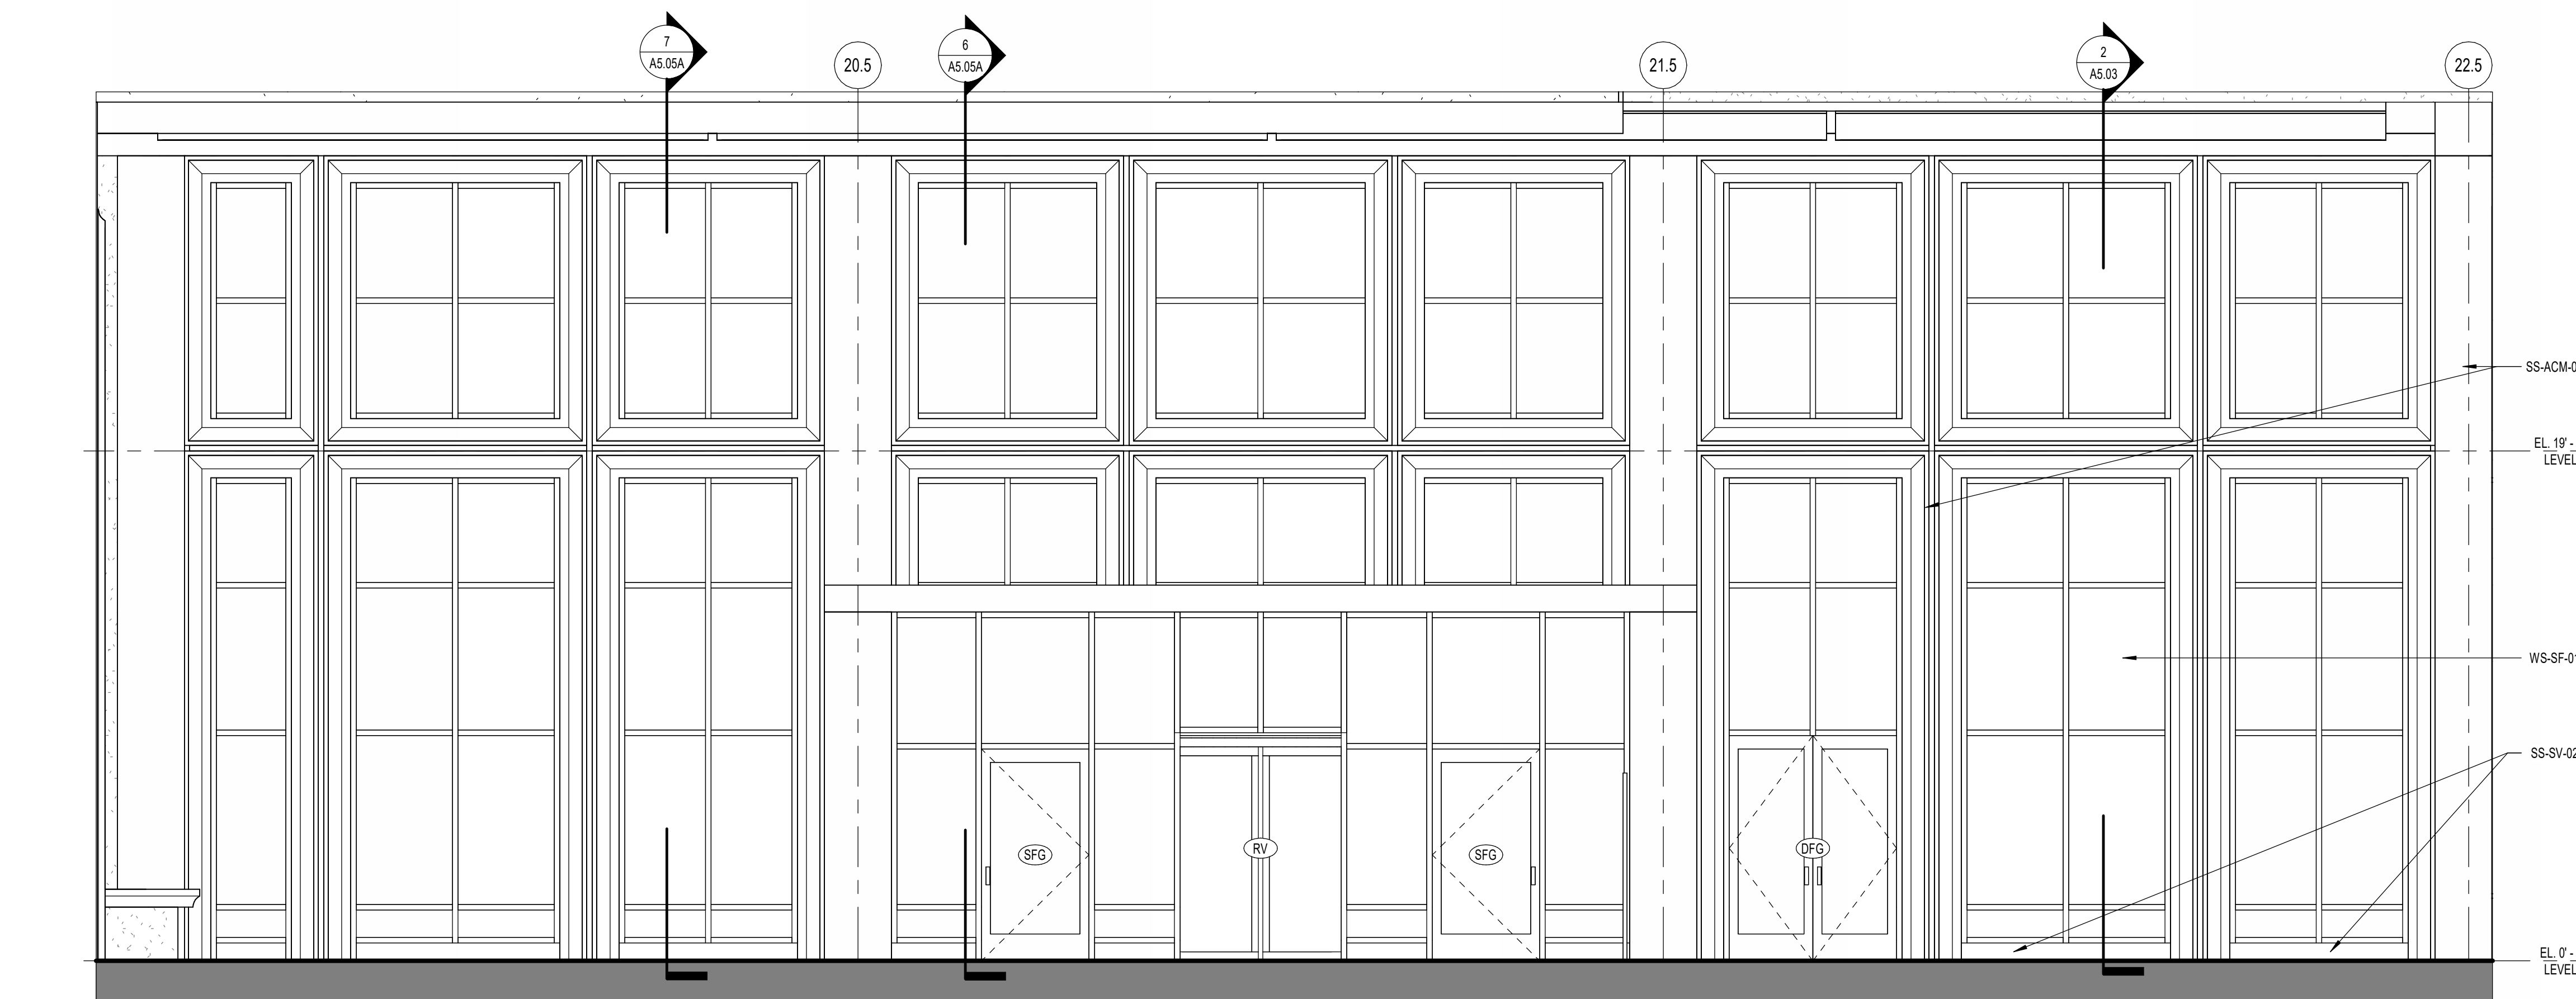 7
A5.05A
20.5
6
A5.05A
21.5
2
A5.03
22.5
SS-ACM-0
EL. 19' -
LEVEL
WS-SF-01
SS-SV-02
SFG
RV
SFG
DFG
EL. 0' -
LEVEL